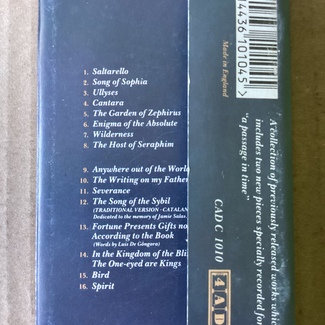 1. Saltarello
2. Song of Sophia
3. Ullyses
4. Cantara
5. The Garden of Zephirus
6. Enigma of the Absolute
7. Wilderness
8. The Host of Seraphim
9. Anywhere out of the World
10. The Writing on my Father
11. Severance
12. The Song of the Sybil
(TRADITIONAL VERSION - CATALAN
Dedicated to the memory of Jamie Salas
13. Fortune Presents Gifts no
According to the Book
(Words by Luis De Góngora)
14. In the Kingdom of the Bli
The One-eyed are Kings
15. Bird
16. Spirit
Made in England
4436 101045
A collection of previously released works whic
includes two new pieces specially recorded fo
"a passage in time"
CAD C 1010
4AD